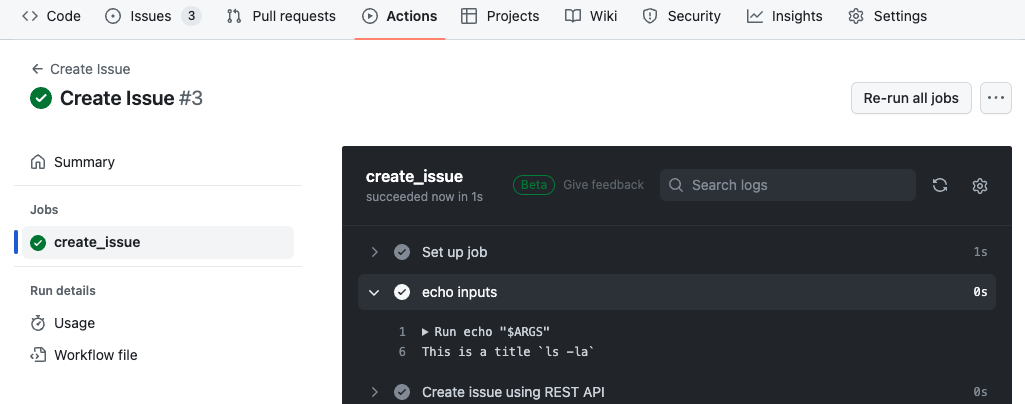 Code Issues 3 Pull requests Actions Projects Wiki Security Insights Settings
← Create Issue
Create Issue #3
Re-run all jobs ...
Summary
Jobs
create_issue
Run details
Usage
Workflow file
create_issue
succeeded now in 1s
Beta Give feedback
Search logs
Set up job 1s
echo inputs 0s
1 ▶ Run echo "$ARGS"
6 This is a title `ls -la`
Create issue using REST API 0s